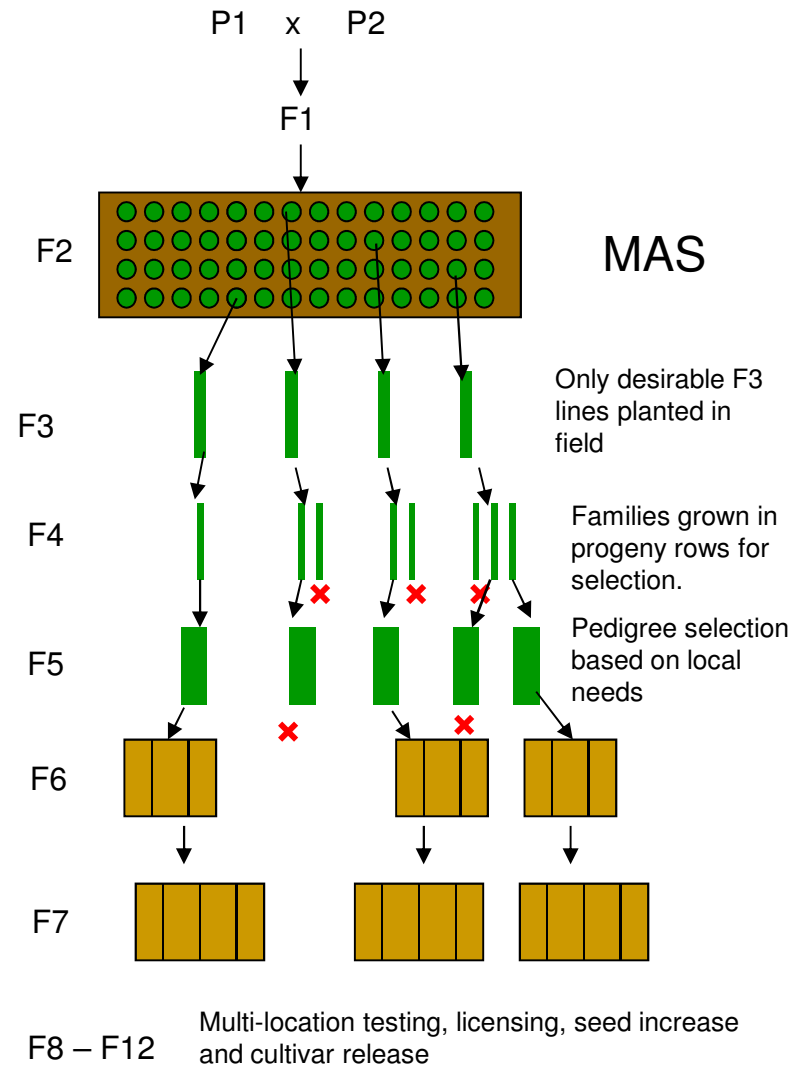 P1 x P2
F1
F2
MAS
Only desirable F3
lines planted in
field
F3
F4
Families grown in
progeny rows for
selection.
Pedigree selection
based on local
needs
F5
F6
F7
Multi-location testing, licensing, seed increase
and cultivar release
F8 – F12